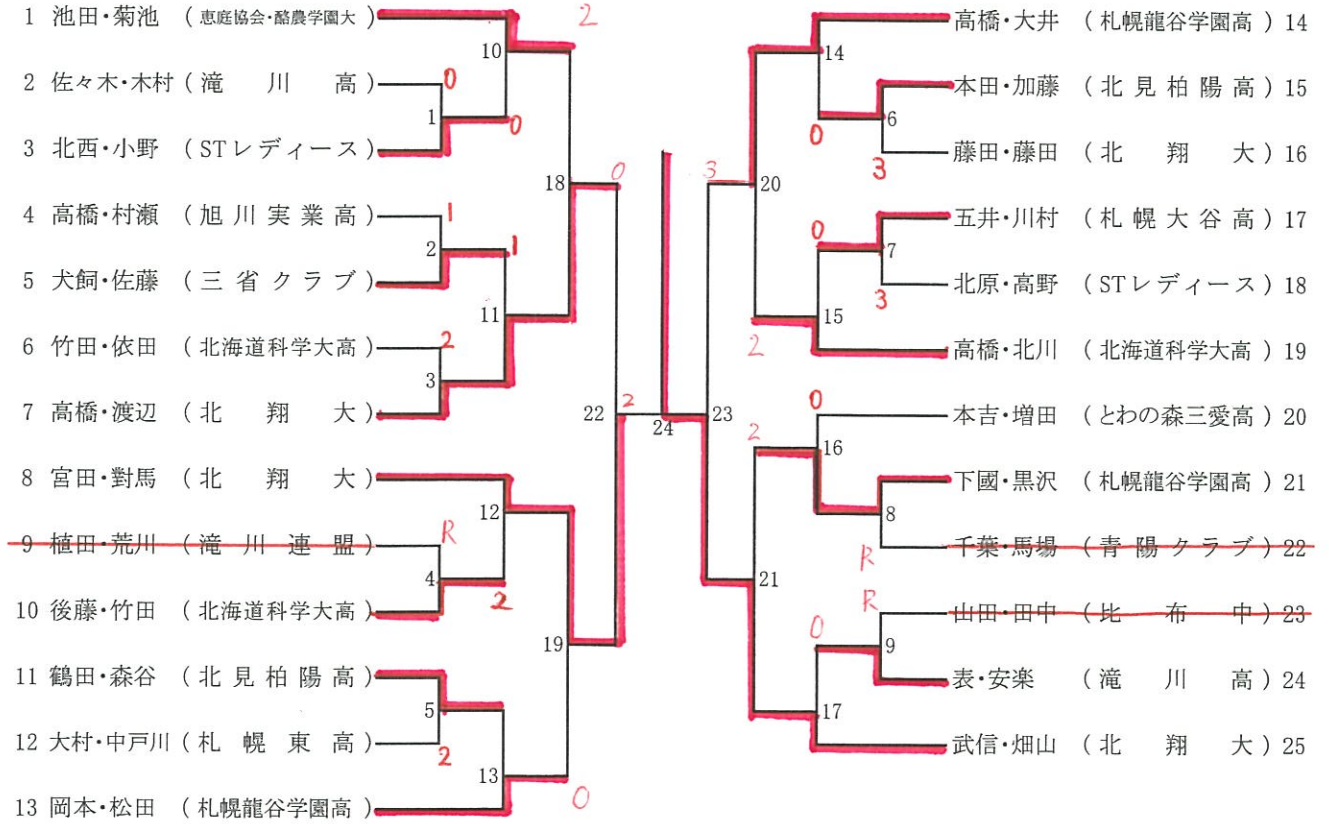 1 池田・菊池 (恵庭協会・酪農学園大)
2 佐々木・木村 (滝川高)
3 北西・小野 (STレディース)
4 高橋・村瀬 (旭川実業高)
5 犬飼・佐藤 (三省クラブ)
6 竹田・依田 (北海道科学大高)
7 高橋・渡辺 (北翔大)
8 宮田・對馬 (北翔大)
9 植田・荒川 (滝川連盟)
10 後藤・竹田 (北海道科学大高)
11 鶴田・森谷 (北見柏陽高)
12 大村・中戸川 (札幌東高)
13 岡本・松田 (札幌龍谷学園高)
2
10
0
1
0
18
0
1
2
1
11
2
3
22
2
12
R
4
2
19
5
2
13
0
24
14
6
0
3
3
20
0
7
3
15
2
23
0
2
16
8
R
21
R
0
9
17
高橋・大井 (札幌龍谷学園高) 14
本田・加藤 (北見柏陽高) 15
藤田・藤田 (北翔大) 16
五井・川村 (札幌大谷高) 17
北原・高野 (STレディース) 18
高橋・北川 (北海道科学大高) 19
本吉・増田 (とわの森三愛高) 20
下國・黒沢 (札幌龍谷学園高) 21
千葉・馬場 (青陽クラブ) 22
山田・田中 (比布中) 23
表・安楽 (滝川高) 24
武信・畑山 (北翔大) 25